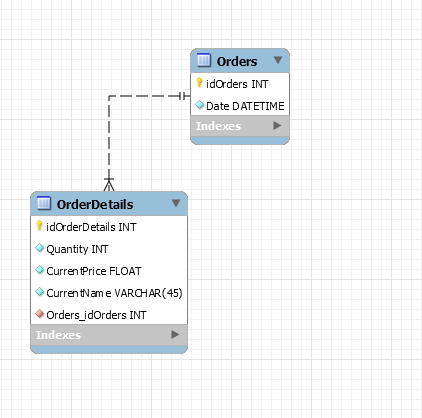 Orders
idOrders INT
Date DATETIME
Indexes
OrderDetails
idOrderDetails INT
Quantity INT
CurrentPrice FLOAT
CurrentName VARCHAR(45)
Orders_idOrders INT
Indexes